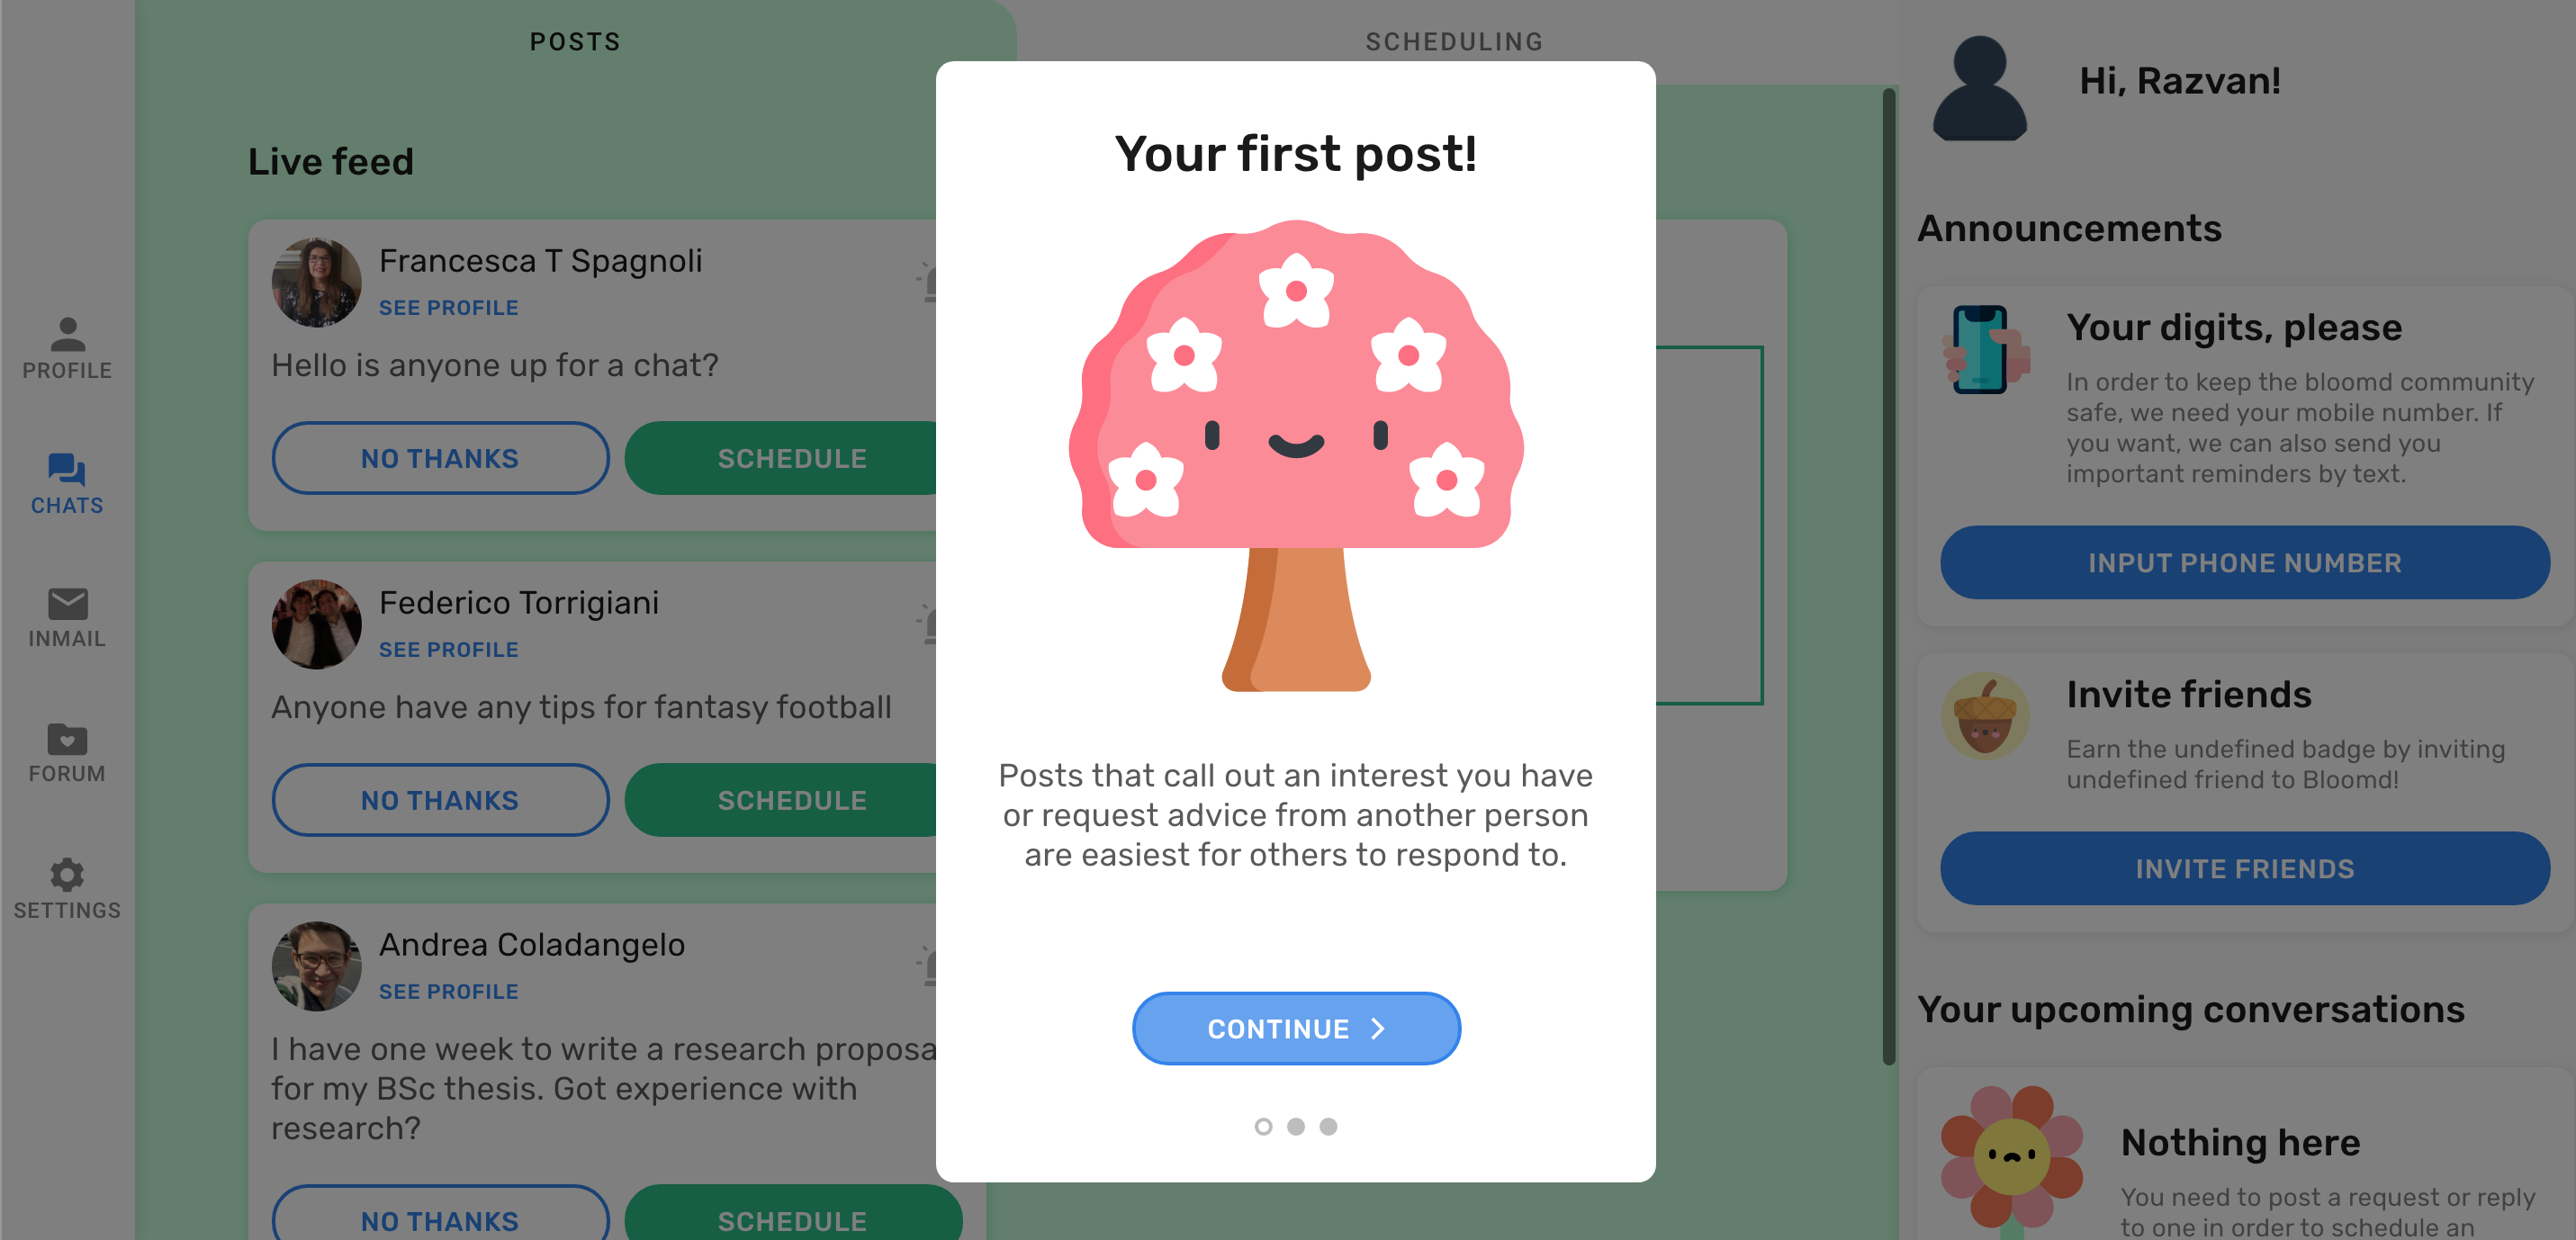 POSTS
SCHEDULING
Hi, Razvan!
PROFILE
CHATS
INMAIL
FORUM
SETTINGS
Live feed
Francesca T Spagnoli
SEE PROFILE
Hello is anyone up for a chat?
NO THANKS
SCHEDULE
Federico Torrigiani
SEE PROFILE
Anyone have any tips for fantasy football
NO THANKS
SCHEDULE
Andrea Coladangelo
SEE PROFILE
I have one week to write a research proposa
for my BSc thesis. Got experience with
research?
NO THANKS
SCHEDULE
Your first post!
Posts that call out an interest you have
or request advice from another person
are easiest for others to respond to.
CONTINUE
Announcements
Your digits, please
In order to keep the bloomd community
safe, we need your mobile number. If
you want, we can also send you
important reminders by text.
INPUT PHONE NUMBER
Invite friends
Earn the undefined badge by inviting
undefined friend to Bloomd!
INVITE FRIENDS
Your upcoming conversations
Nothing here
You need to post a request or reply
to one in order to schedule an